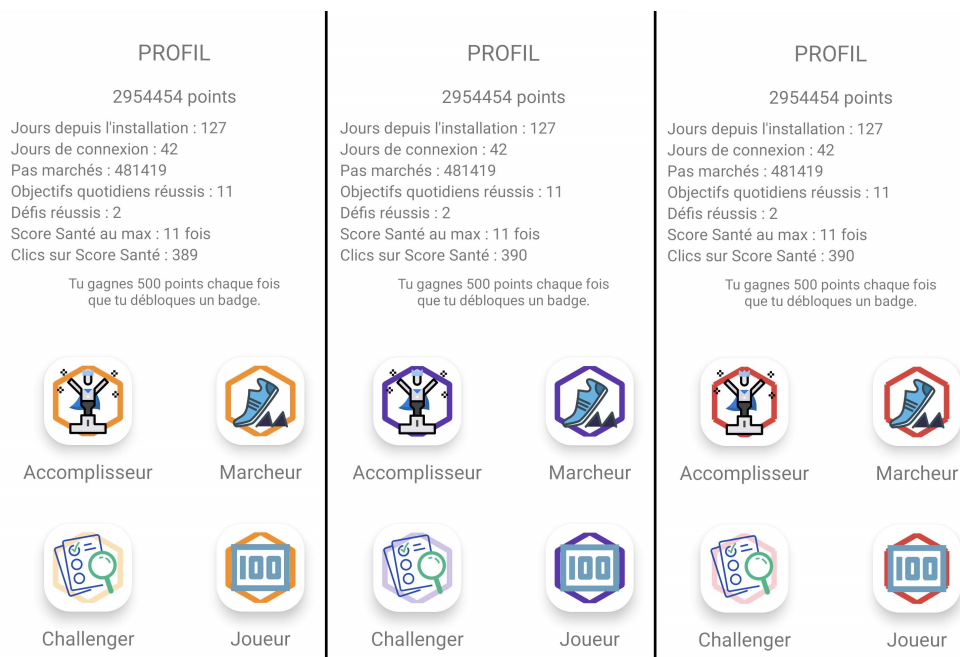 PROFIL
2954454 points
Jours depuis l'installation : 127
Jours de connexion : 42
Pas marchés : 481419
Objectifs quotidiens réussis : 11
Défis réussis : 2
Score Santé au max : 11 fois
Clics sur Score Santé : 389
Tu gagnes 500 points chaque fois
que tu débloques un badge.
Accomplisseur
Marcheur
100
Challenger
Joueur
PROFIL
2954454 points
Jours depuis l'installation : 127
Jours de connexion : 42
Pas marchés : 481419
Objectifs quotidiens réussis : 11
Défis réussis : 2
Score Santé au max : 11 fois
Clics sur Score Santé : 390
Tu gagnes 500 points chaque fois
que tu débloques un badge.
Accomplisseur
Marcheur
100
Challenger
Joueur
PROFIL
2954454 points
Jours depuis l'installation : 127
Jours de connexion : 42
Pas marchés : 481419
Objectifs quotidiens réussis : 11
Défis réussis : 2
Score Santé au max : 11 fois
Clics sur Score Santé : 390
Tu gagnes 500 points chaque fois
que tu débloques un badge.
Accomplisseur
Marcheur
100
Challenger
Joueur